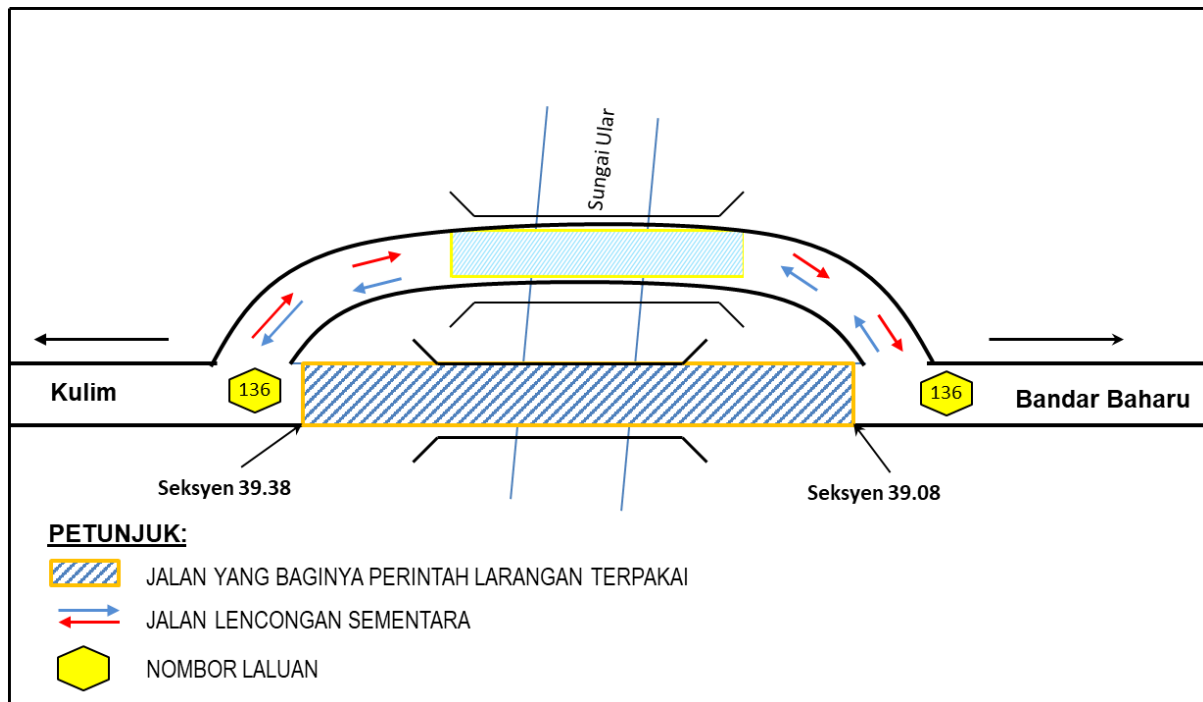 Sungai Ular
136
136
Kulim
Bandar Baharu
Seksyen 39.38
Seksyen 39.08
PETUNJUK:
JALAN YANG BAGINYA PERINTAH LARANGAN TERPAKAI
JALAN LENCONGAN SEMENTARA
NOMBOR LALUAN